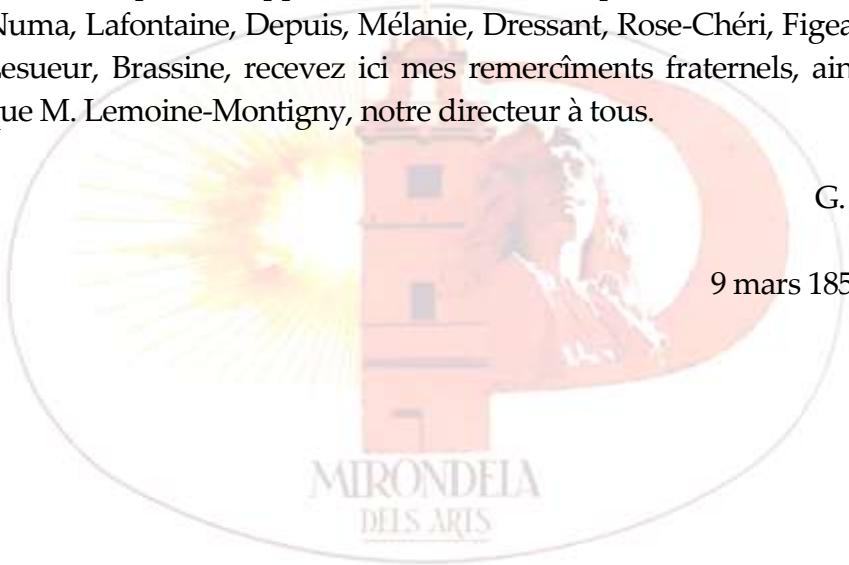 Numa, Lafontaine, Depuis, Mélanie, Dressant, Rose-Chéri, Figea
Lesueur, Brassine, recevez ici mes remercîments fraternels, ain
que M. Lemoine-Montigny, notre directeur à tous.
G.
9 mars 185
MIRONDELA
DELS ARTS